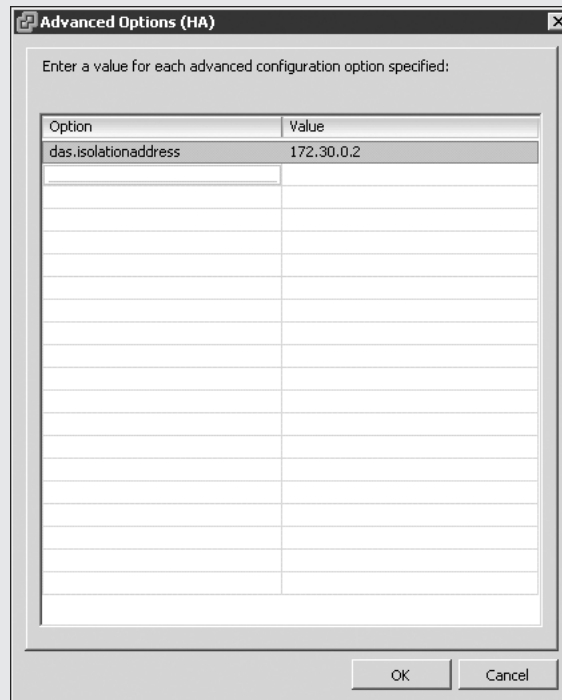 Advanced Options (HA)
Enter a value for each advanced configuration option specified:
Option Value
das.isolationaddress 172.30.0.2
OK Cancel